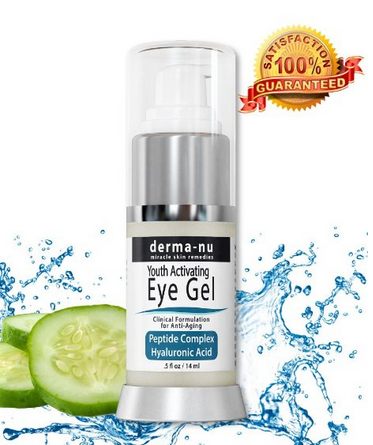 SATISFACTION
100%
GUARANTEED
derma-nu
miracle skin remedies
Youth Activating
Eye Gel
Clinical Formulation
for Anti-Aging
Peptide Complex
Hyaluronic Acid
.5 fl oz / 14 ml